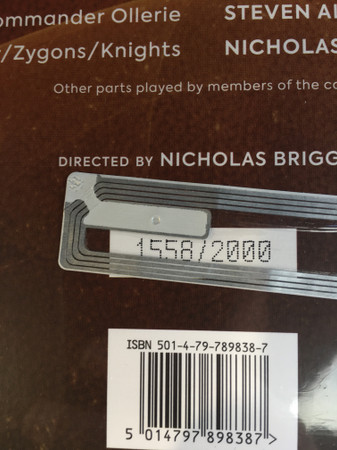 ommander Ollerie STEVEN A
/Zygons/Knights NICHOLAS
Other parts played by members of the c
DIRECTED BY NICHOLAS BRIGG
1558/2000
ISBN 501-4-79-789838-7
5 014797 898387 >